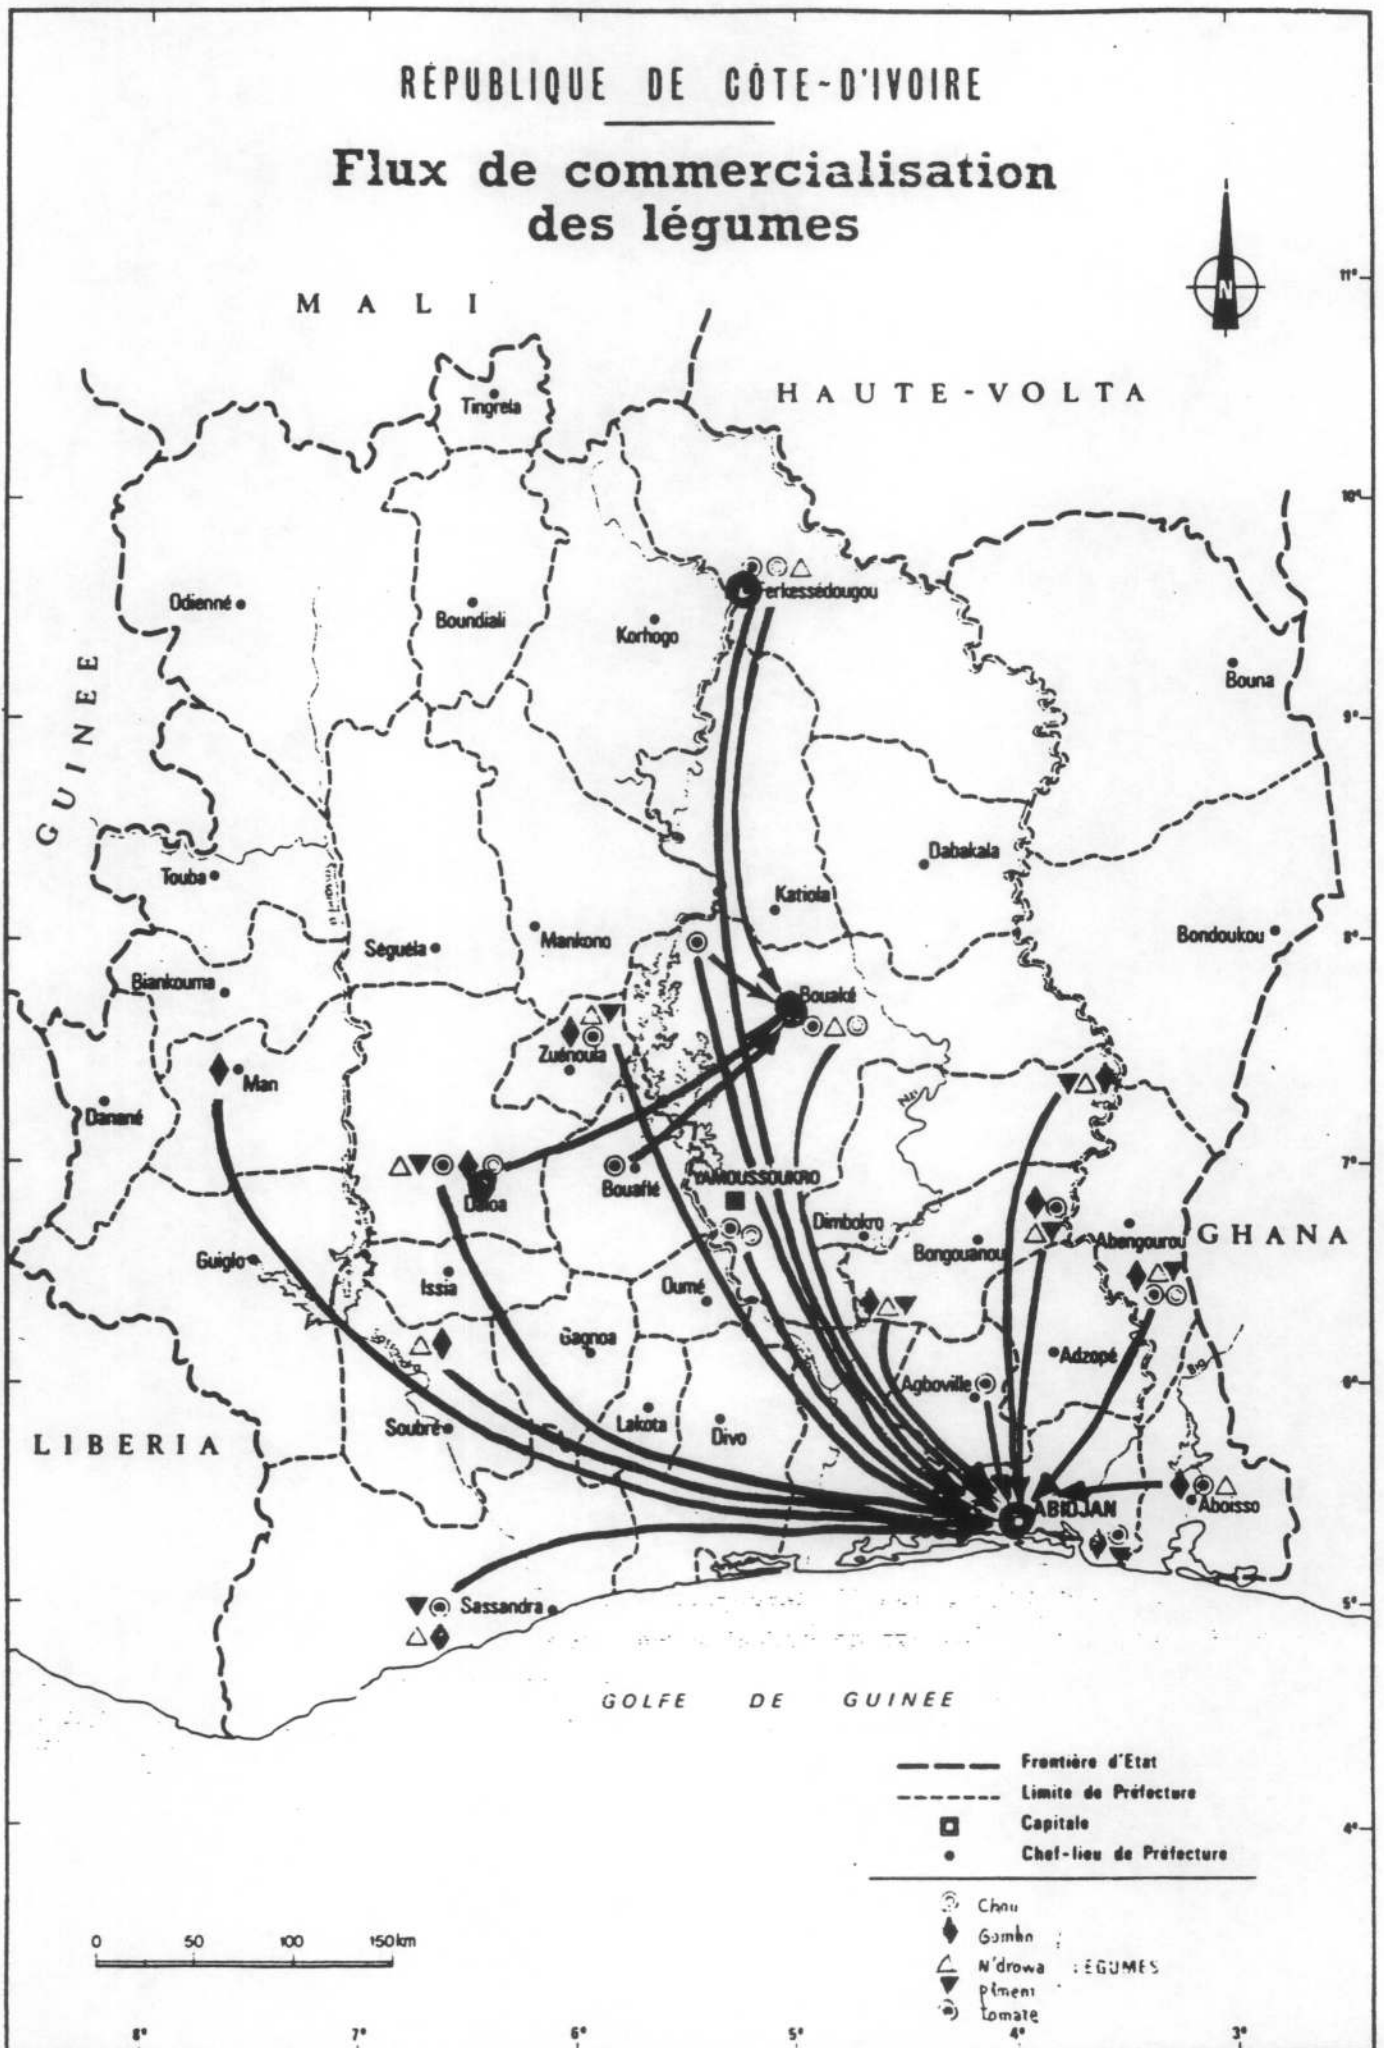 RÉPUBLIQUE DE CÔTE-D'IVOIRE
Flux de commercialisation
des légumes
N
11°
MALI
HAUTE-VOLTA
Tingrela
10°
Ferkessédougou
Odienné
Boundiali
Korhogo
GUINEE
Bouna
9°
Dabakala
Touba
Katiola
Séguéla
Mankono
Bondoukou
8°
Biankouma
Bouaké
Zuénoula
Man
Danané
7°
Daloa
Bouaflé
YAMOUSSOUKRO
Dimbokro
Bongouanou
Abengourou
GHANA
Guiglo
Issia
Oumé
Gagnoa
Adzopé
Agboville
6°
LIBERIA
Soubré
Lakota
Divo
ABIDJAN
Aboisso
Sassandra
5°
GOLFE DE GUINÉE
Frontière d'Etat
Limite de Préfecture
Capitale
4°
Chef-lieu de Préfecture
Chou
Gombo
N'drowa
piment
tomate
0 50 100 150km
8° 7° 6° 5° 4° 3°